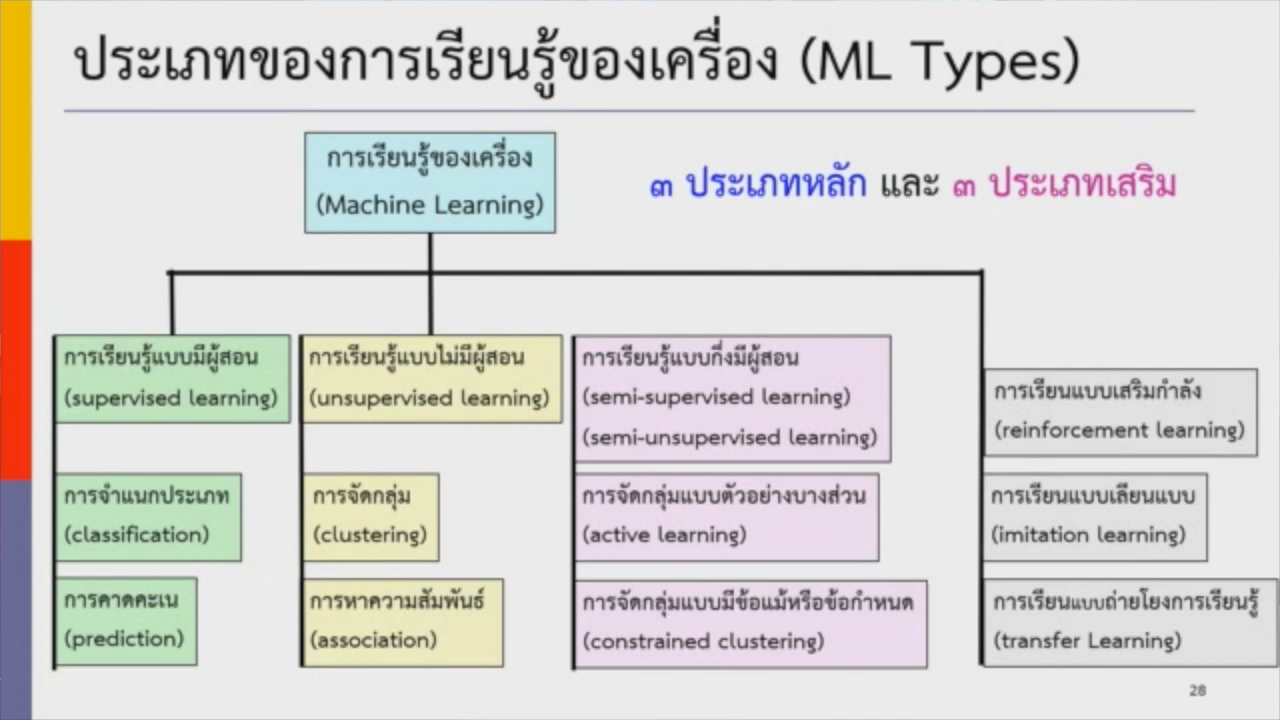 ประเภทของการเรียนรู้ของเครื่อง (ML Types)
การเรียนรู้ของเครื่อง
(Machine Learning)
๓ ประเภทหลัก และ ๓ ประเภทเสริม
การเรียนรู้แบบมีผู้สอน
(supervised learning)
การจำแนกประเภท
(classification)
การคาดคะเน
(prediction)
การเรียนรู้แบบไม่มีผู้สอน
(unsupervised learning)
การจัดกลุ่ม
(clustering)
การหาความสัมพันธ์
(association)
การเรียนรู้แบบกึ่งมีผู้สอน
(semi-supervised learning)
(semi-unsupervised learning)
การจัดกลุ่มแบบตัวอย่างบางส่วน
(active learning)
การจัดกลุ่มแบบมีข้อแม้หรือข้อกำหนด
(constrained clustering)
การเรียนแบบเสริมกำลัง
(reinforcement learning)
การเรียนแบบเลียนแบบ
(imitation learning)
การเรียนแบบถ่ายโยงการเรียนรู้
(transfer Learning)
28